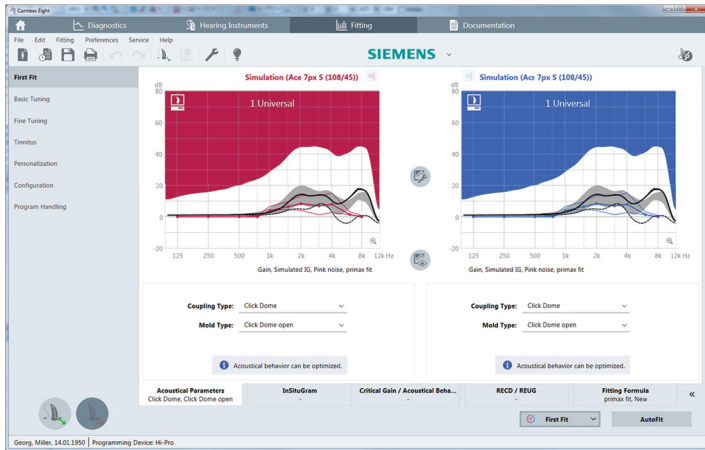 Connexx Eight
Diagnostics
Hearing Instruments
Fitting
Documentation
File Edit Fitting Preferences Service Help
SIEMENS
First Fit
Basic Tuning
Fine Tuning
Tinnitus
Personalization
Configuration
Program Handling
Simulation (Ace 7px S (108/45))
dB
80
60
40
20
0
-20
1 Universal
125 250 500 1k 2k 4k 8k 12k Hz
Gain, Simulated IG, Pink noise, primax fit
Simulation (Ace 7px S (108/45))
dB
80
60
40
20
0
-20
1 Universal
125 250 500 1k 2k 4k 8k 12k Hz
Gain, Simulated IG, Pink noise, primax fit
Coupling Type: Click Dome
Mold Type: Click Dome open
Acoustical behavior can be optimized.
Coupling Type: Click Dome
Mold Type: Click Dome open
Acoustical behavior can be optimized.
Acoustical Parameters
Click Dome, Click Dome open
InSituGram
-
Critical Gain / Acoustical Beha...
-
RECD / REUG
-
Fitting Formula
primax fit, New
«
First Fit
AutoFit
Georg, Miller, 14.01.1950 Programming Device: Hi-Pro